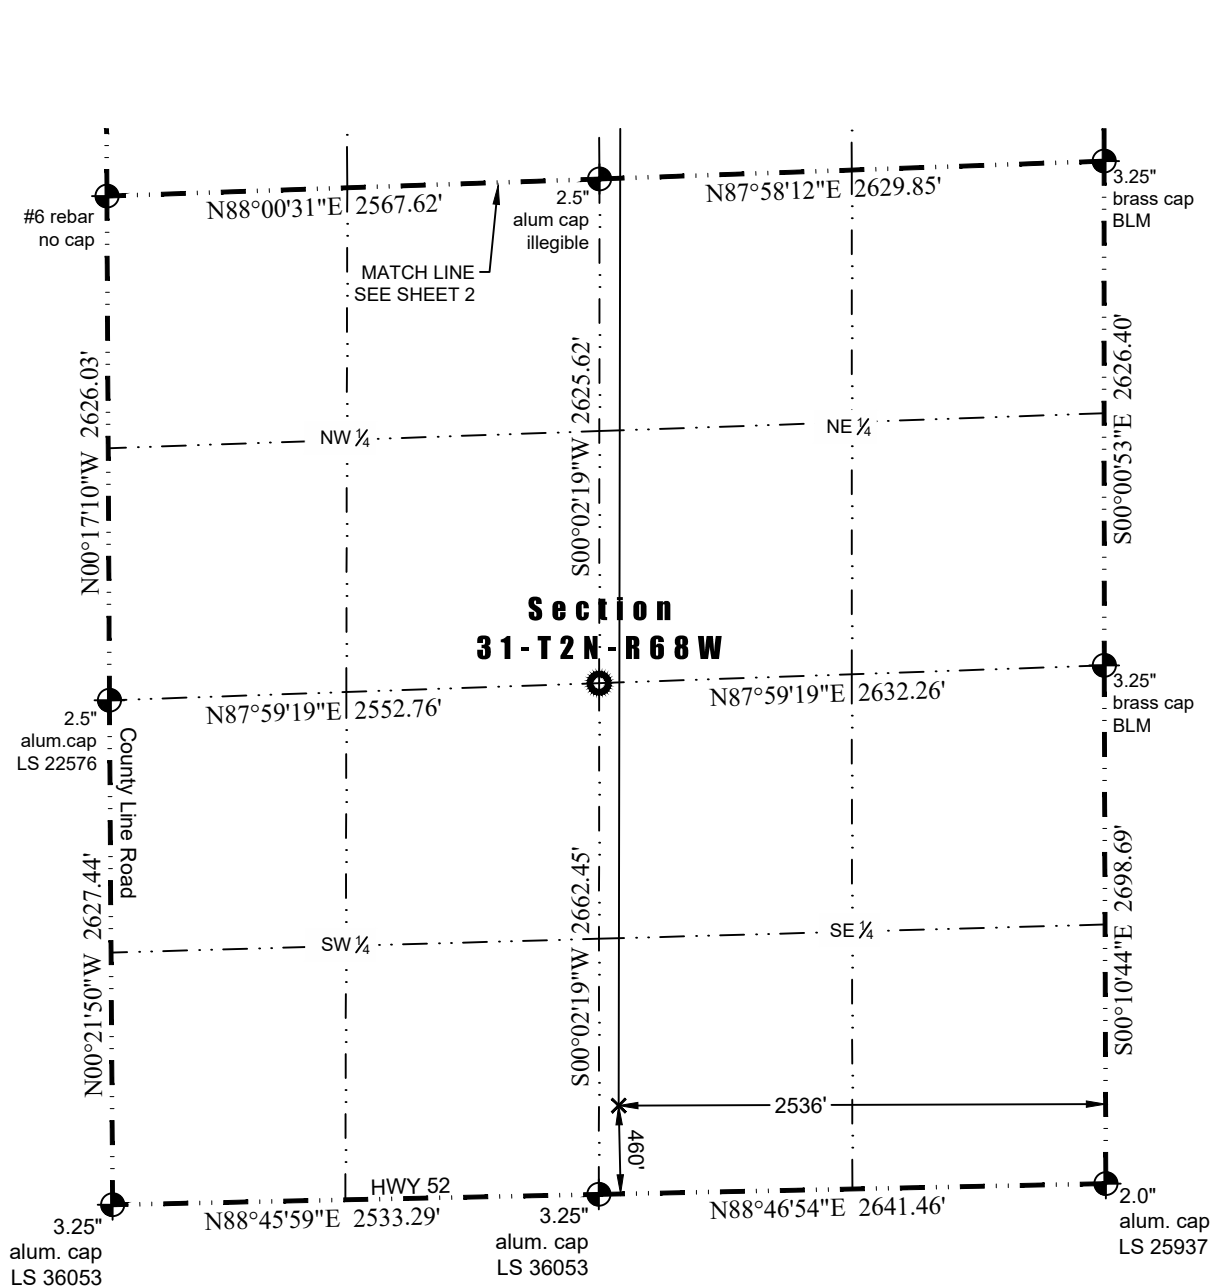 N88°00'31"E 2567.62'
N87°58'12"E 2629.85'
#6 rebar
no cap
2.5"
alum cap
illegible
3.25"
brass cap
BLM
MATCH LINE
SEE SHEET 2
N00°17'10"W 2626.03'
S00°02'19"W 2625.62'
S00°00'53"E 2626.40'
NW ¼
NE ¼
Section
31-T2N-R68W
N87°59'19"E 2552.76'
N87°59'19"E 2632.26'
2.5"
alum.cap
LS 22576
3.25"
brass cap
BLM
County Line Road
N00°21'50"W 2627.44'
S00°02'19"W 2662.45'
S00°10'44"E 2698.69'
SW ¼
SE ¼
2536'
460'
HWY 52
N88°45'59"E 2533.29'
N88°46'54"E 2641.46'
3.25"
alum. cap
LS 36053
3.25"
alum. cap
LS 36053
2.0"
alum. cap
LS 25937